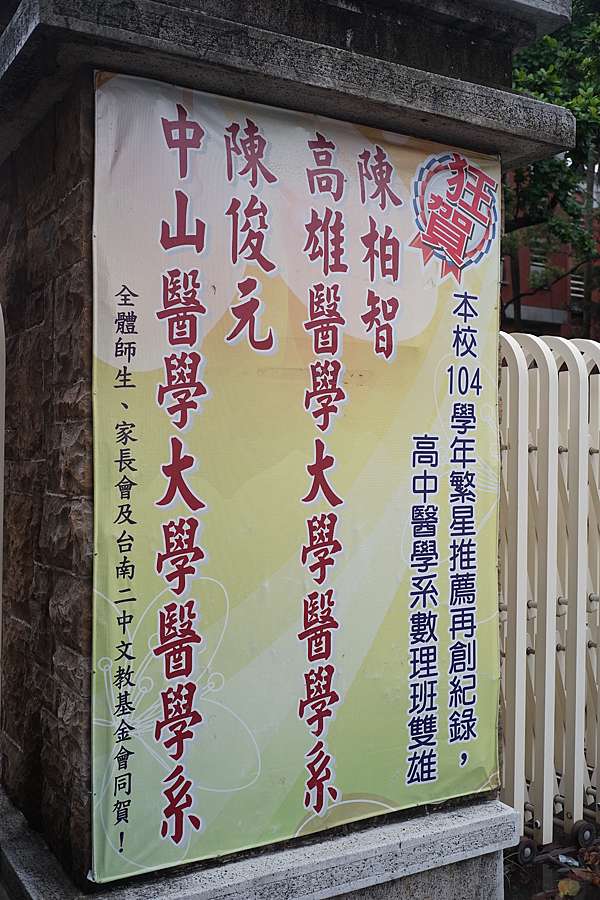 狂賀
本校104學年繁星推薦再創紀錄，
高中醫學系數理班雙雄
陳柏智
高雄醫學大學醫學系
陳俊元
中山醫學大學醫學系
全體師生、家長會及台南二中文教基金會同賀！